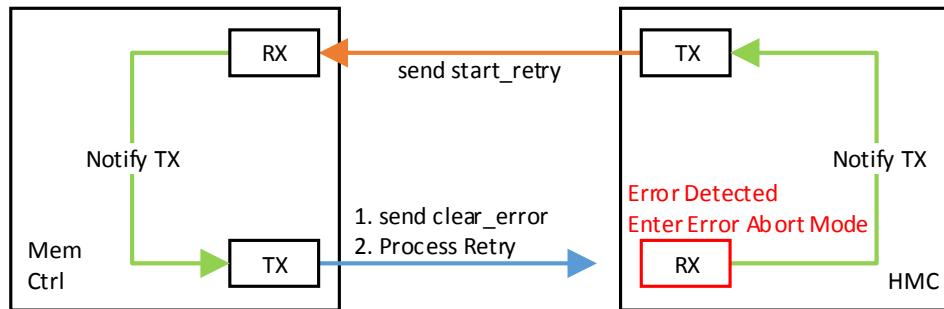 RX
send start_retry
TX
Notify TX
Notify TX
Error Detected
Enter Error Abort Mode
1. send clear_error
2. Process Retry
Mem
Ctrl
TX
RX
HMC